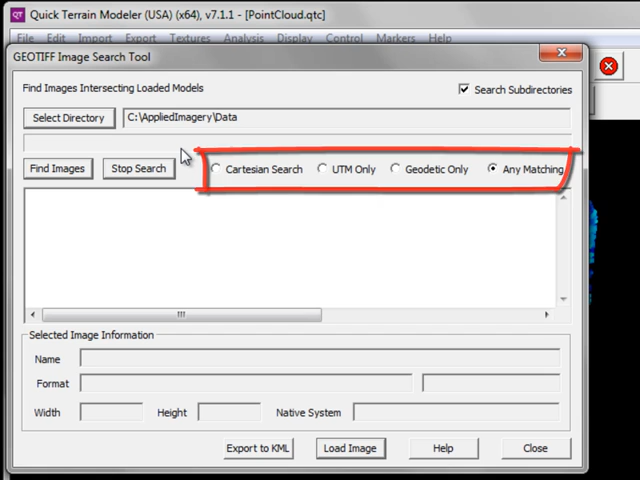 QT Quick Terrain Modeler (USA) (x64), v7.1.1 - [PointCloud.qtc]
File Edit Import Export Textures Analysis Display Control Markers Help
GEOTIFF Image Search Tool
Find Images Intersecting Loaded Models
Search Subdirectories
Select Directory C:\AppliedImagery\Data
Find Images Stop Search Cartesian Search UTM Only Geodetic Only Any Matching
Selected Image Information
Name
Format
Width Height Native System
Export to KML Load Image Help Close